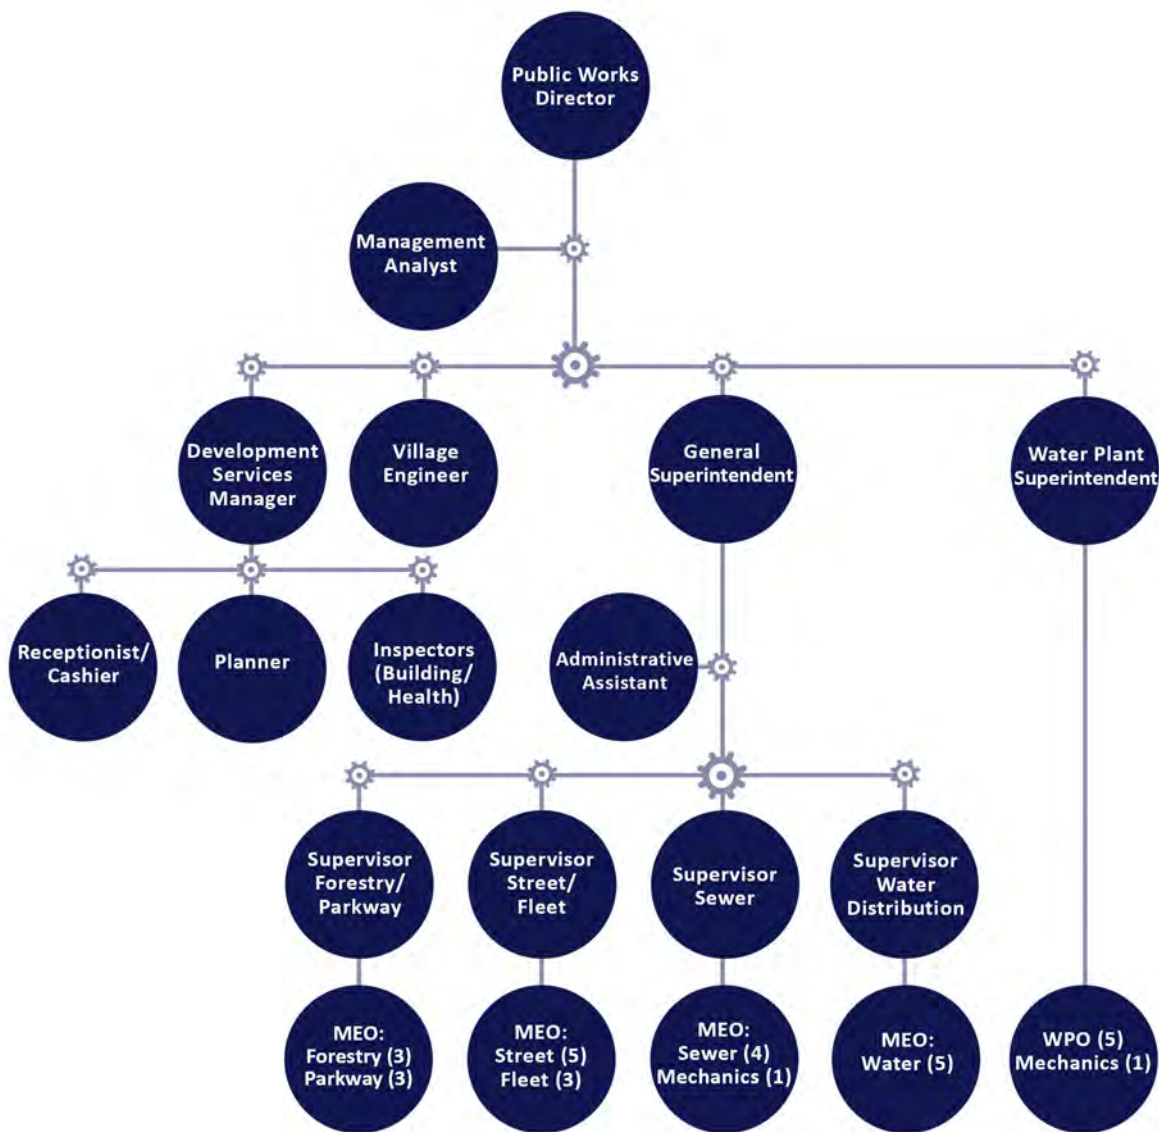 Public Works
Director
Management
Analyst
Development
Services
Manager
Village
Engineer
General
Superintendent
Water Plant
Superintendent
Receptionist/
Cashier
Planner
Inspectors
(Building/
Health)
Administrative
Assistant
Supervisor
Forestry/
Parkway
Supervisor
Street/
Fleet
Supervisor
Sewer
Supervisor
Water
Distribution
MEO:
Forestry (3)
Parkway (3)
MEO:
Street (5)
Fleet (3)
MEO:
Sewer (4)
Mechanics (1)
MEO:
Water (5)
WPO (5)
Mechanics (1)